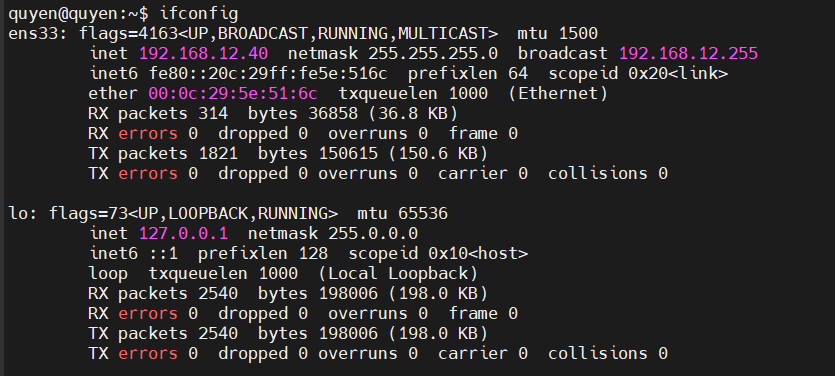 quyen@quyen:~$ ifconfig
ens33: flags=4163<UP,BROADCAST,RUNNING,MULTICAST>  mtu 1500
        inet 192.168.12.40  netmask 255.255.255.0  broadcast 192.168.12.255
        inet6 fe80::20c:29ff:fe5e:516c  prefixlen 64  scopeid 0x20<link>
        ether 00:0c:29:5e:51:6c  txqueuelen 1000  (Ethernet)
        RX packets 314  bytes 36858 (36.8 KB)
        RX errors 0  dropped 0  overruns 0  frame 0
        TX packets 1821  bytes 150615 (150.6 KB)
        TX errors 0  dropped 0 overruns 0  carrier 0  collisions 0

lo: flags=73<UP,LOOPBACK,RUNNING>  mtu 65536
        inet 127.0.0.1  netmask 255.0.0.0
        inet6 ::1  prefixlen 128  scopeid 0x10<host>
        loop  txqueuelen 1000  (Local Loopback)
        RX packets 2540  bytes 198006 (198.0 KB)
        RX errors 0  dropped 0  overruns 0  frame 0
        TX packets 2540  bytes 198006 (198.0 KB)
        TX errors 0  dropped 0 overruns 0  carrier 0  collisions 0